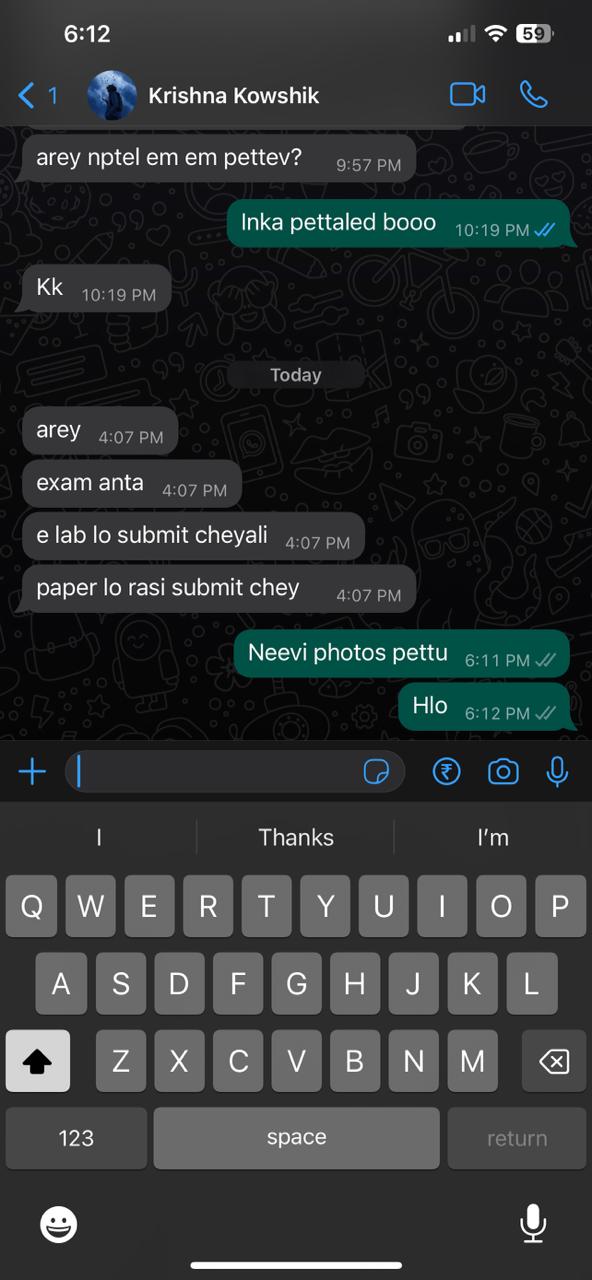 6:12
59
1
Krishna Kowshik
arey nptel em em pettev? 9:57 PM
Inka pettaled booo 10:19 PM
Kk 10:19 PM
Today
arey 4:07 PM
exam anta 4:07 PM
e lab lo submit cheyali 4:07 PM
paper lo rasi submit chey 4:07 PM
Neevi photos pettu 6:11 PM
Hlo 6:12 PM
₹
I Thanks I'm
Q W E R T Y U I O P
A S D F G H J K L
Z X C V B N M
123 space return